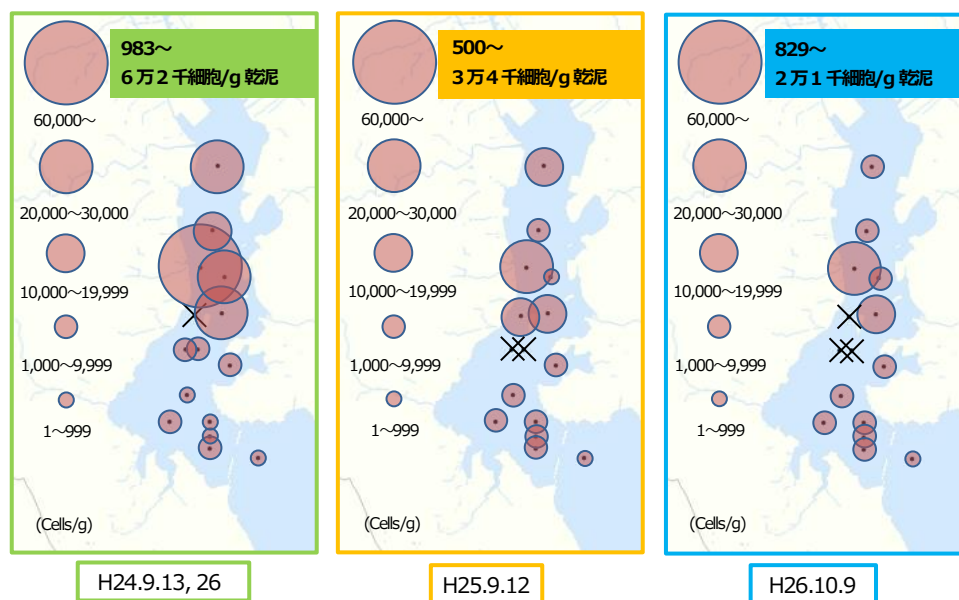 983～
6万2千細胞/g 乾泥
60,000～
20,000～30,000
10,000～19,999
1,000～9,999
1～999
(Cells/g)
H24.9.13, 26
500～
3万4千細胞/g 乾泥
60,000～
20,000～30,000
10,000～19,999
1,000～9,999
1～999
(Cells/g)
H25.9.12
829～
2万1千細胞/g 乾泥
60,000～
20,000～30,000
10,000～19,999
1,000～9,999
1～999
(Cells/g)
H26.10.9